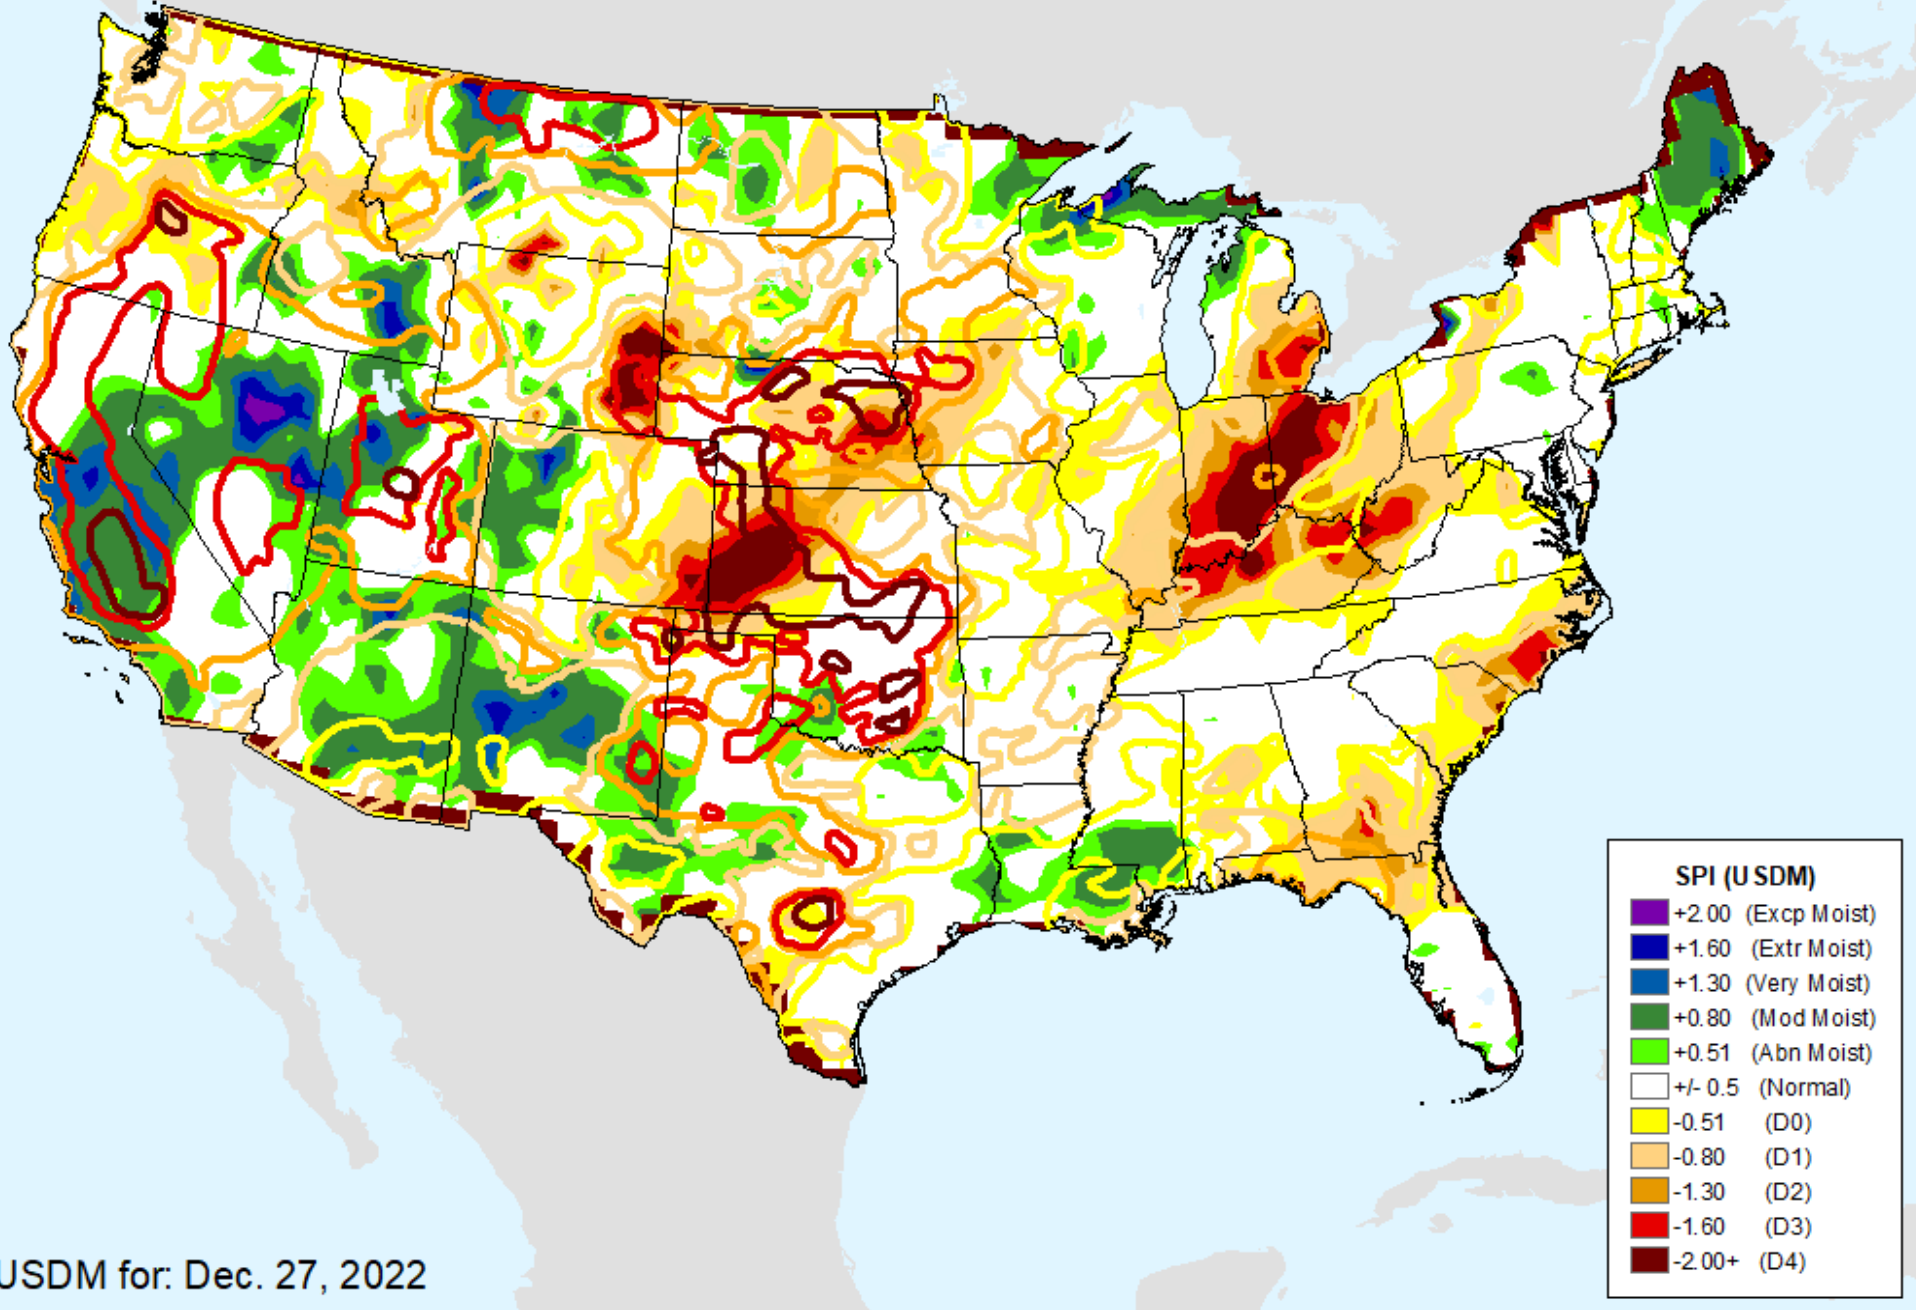 SPI (USDM)
+2.00 (Excp Moist)
+1.60 (Extr Moist)
+1.30 (Very Moist)
+0.80 (Mod Moist)
+0.51 (Abn Moist)
+/- 0.5 (Normal)
-0.51 (D0)
-0.80 (D1)
-1.30 (D2)
-1.60 (D3)
-2.00+ (D4)
USDM for: Dec. 27, 2022